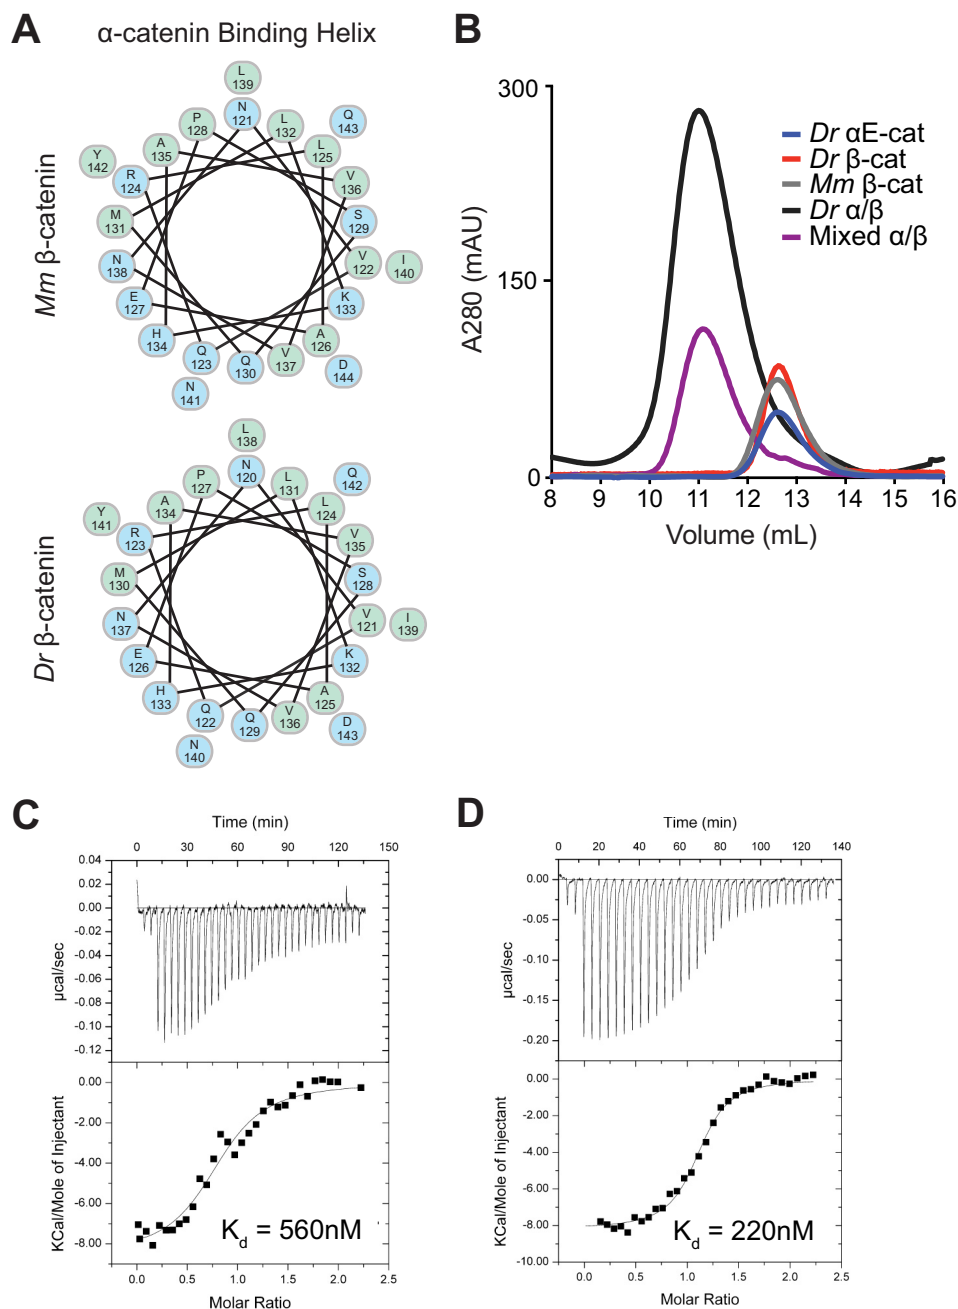 A
α-catenin Binding Helix
Mm β-catenin
L 139
N 121
P 128
L 132
Q 143
A 135
L 125
Y 142
R 124
V 136
M 131
S 129
N 138
V 122
I 140
E 127
K 133
H 134
A 126
Q 123
Q 130
V 137
D 144
N 141
Dr β-catenin
L 138
N 120
P 127
L 131
Q 142
A 134
L 124
Y 141
R 123
V 135
M 130
S 128
N 137
V 121
I 139
E 126
K 132
H 133
A 125
Q 122
Q 129
V 136
D 143
N 140
B
300
150
0
A280 (mAU)
8 9 10 11 12 13 14 15 16
Volume (mL)
Dr αE-cat
Dr β-cat
Mm β-cat
Dr α/β
Mixed α/β
C
Time (min)
0 30 60 90 120 150
0.04
0.02
0.00
-0.02
-0.04
-0.06
-0.08
-0.10
-0.12
µcal/sec
0.00
-2.00
-4.00
-6.00
-8.00
KCal/Mole of Injectant
Kd = 560nM
0.0 0.5 1.0 1.5 2.0 2.5
Molar Ratio
D
Time (min)
0 20 40 60 80 100 120 140
0.00
-0.05
-0.10
-0.15
-0.20
µcal/sec
0.00
-2.00
-4.00
-6.00
-8.00
-10.00
KCal/Mole of Injectant
Kd = 220nM
0.0 0.5 1.0 1.5 2.0 2.5
Molar Ratio